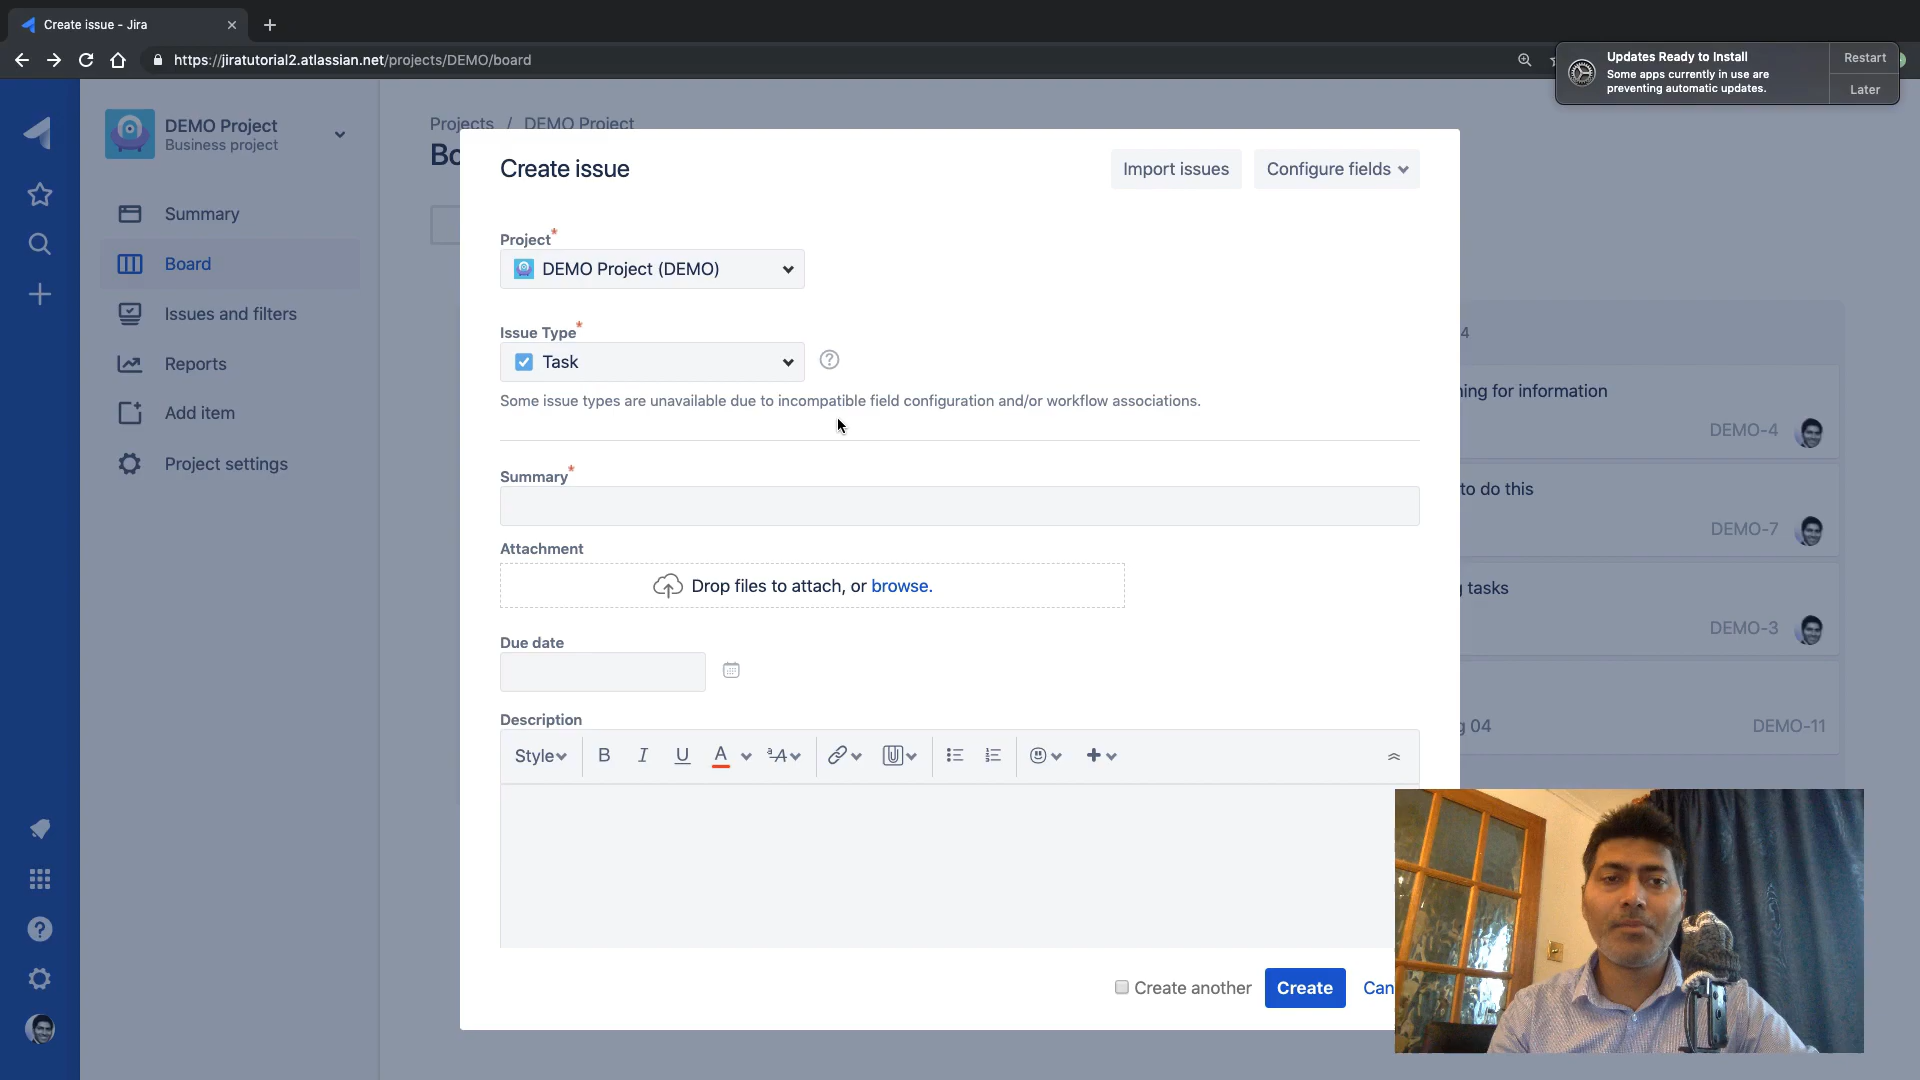 Create issue - Jira
https://jiratutorial2.atlassian.net/projects/DEMO/board
Updates Ready to Install
Some apps currently in use are
preventing automatic updates.
Restart
Later
DEMO Project
Business project
Summary
Board
Issues and filters
Reports
Add item
Project settings
Projects / DEMO Project
Bo
Create issue
Import issues
Configure fields
Project*
DEMO Project (DEMO)
Issue Type*
Task
Some issue types are unavailable due to incompatible field configuration and/or workflow associations.
Summary*
Attachment
Drop files to attach, or browse.
Due date
Description
Style
B I U A
Create another
Create
Can
4
ing for information
DEMO-4
to do this
DEMO-7
tasks
DEMO-3
04
DEMO-11